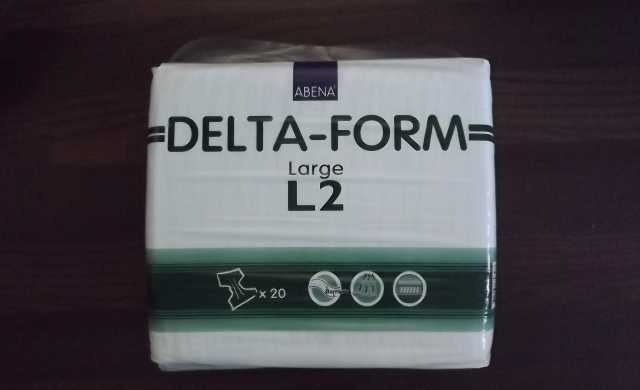 ABENA®
DELTA-FORM
Large
L2
x 20